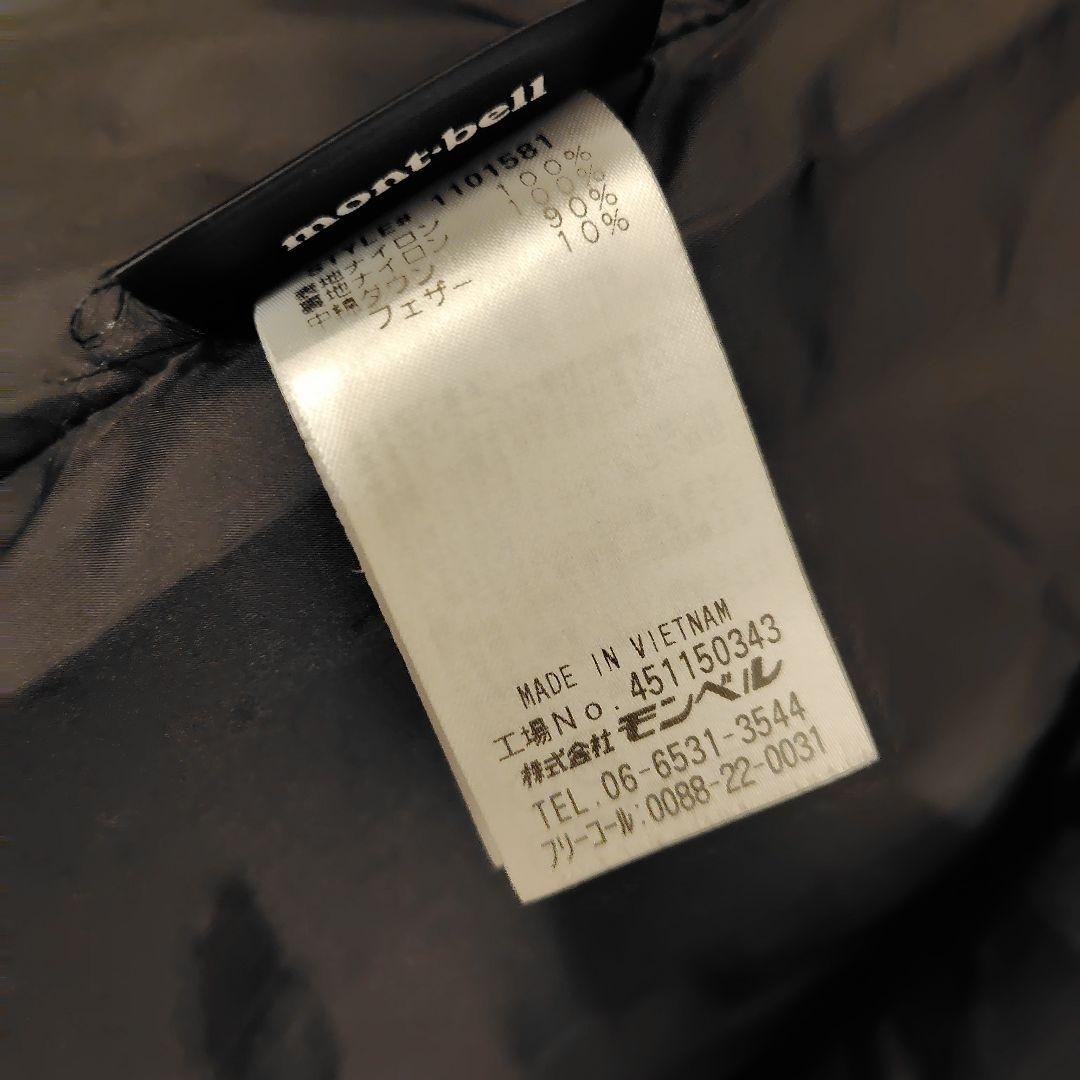 mont-bell
STYLE# 1101581
表地ナイロン 100%
裏地ナイロン 100%
中綿ダウン 90%
フェザー 10%
MADE IN VIETNAM
工場No. 451150343
株式会社 モンベル
TEL.06-6531-3544
フリーコール:0088-22-0031